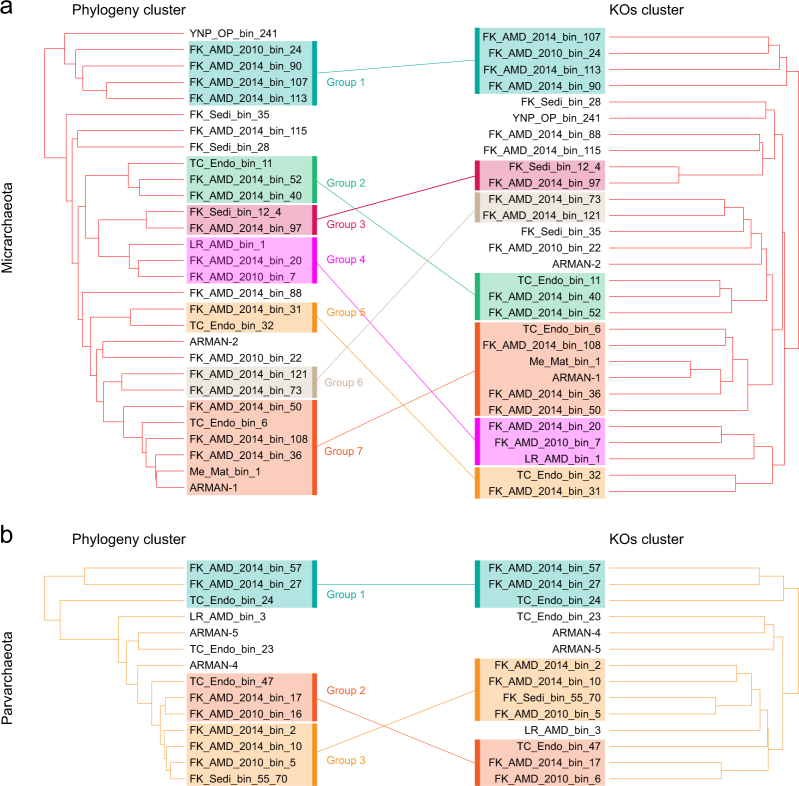 a
Phylogeny cluster
KOs cluster
Micrarchaeota
YNP_OP_bin_241
FK_AMD_2010_bin_24
FK_AMD_2014_bin_90
FK_AMD_2014_bin_107
FK_AMD_2014_bin_113
FK_Sedi_bin_35
FK_AMD_2014_bin_115
FK_Sedi_bin_28
TC_Endo_bin_11
FK_AMD_2014_bin_52
FK_AMD_2014_bin_40
FK_Sedi_bin_12_4
FK_AMD_2014_bin_97
LR_AMD_bin_1
FK_AMD_2014_bin_20
FK_AMD_2010_bin_7
FK_AMD_2014_bin_88
FK_AMD_2014_bin_31
TC_Endo_bin_32
ARMAN-2
FK_AMD_2010_bin_22
FK_AMD_2014_bin_121
FK_AMD_2014_bin_73
FK_AMD_2014_bin_50
TC_Endo_bin_6
FK_AMD_2014_bin_108
FK_AMD_2014_bin_36
Me_Mat_bin_1
ARMAN-1
Group 1
Group 2
Group 3
Group 4
Group 5
Group 6
Group 7
FK_AMD_2014_bin_107
FK_AMD_2010_bin_24
FK_AMD_2014_bin_113
FK_AMD_2014_bin_90
FK_Sedi_bin_28
YNP_OP_bin_241
FK_AMD_2014_bin_88
FK_AMD_2014_bin_115
FK_Sedi_bin_12_4
FK_AMD_2014_bin_97
FK_AMD_2014_bin_73
FK_AMD_2014_bin_121
FK_Sedi_bin_35
FK_AMD_2010_bin_22
ARMAN-2
TC_Endo_bin_11
FK_AMD_2014_bin_40
FK_AMD_2014_bin_52
TC_Endo_bin_6
FK_AMD_2014_bin_108
Me_Mat_bin_1
ARMAN-1
FK_AMD_2014_bin_36
FK_AMD_2014_bin_50
FK_AMD_2014_bin_20
FK_AMD_2010_bin_7
LR_AMD_bin_1
TC_Endo_bin_32
FK_AMD_2014_bin_31
b
Phylogeny cluster
KOs cluster
Parvarchaeota
FK_AMD_2014_bin_57
FK_AMD_2014_bin_27
TC_Endo_bin_24
LR_AMD_bin_3
ARMAN-5
TC_Endo_bin_23
ARMAN-4
TC_Endo_bin_47
FK_AMD_2014_bin_17
FK_AMD_2010_bin_16
FK_AMD_2014_bin_2
FK_AMD_2014_bin_10
FK_AMD_2010_bin_5
FK_Sedi_bin_55_70
Group 1
Group 2
Group 3
FK_AMD_2014_bin_57
FK_AMD_2014_bin_27
TC_Endo_bin_24
TC_Endo_bin_23
ARMAN-4
ARMAN-5
FK_AMD_2014_bin_2
FK_AMD_2014_bin_10
FK_Sedi_bin_55_70
FK_AMD_2010_bin_5
LR_AMD_bin_3
TC_Endo_bin_47
FK_AMD_2014_bin_17
FK_AMD_2010_bin_6